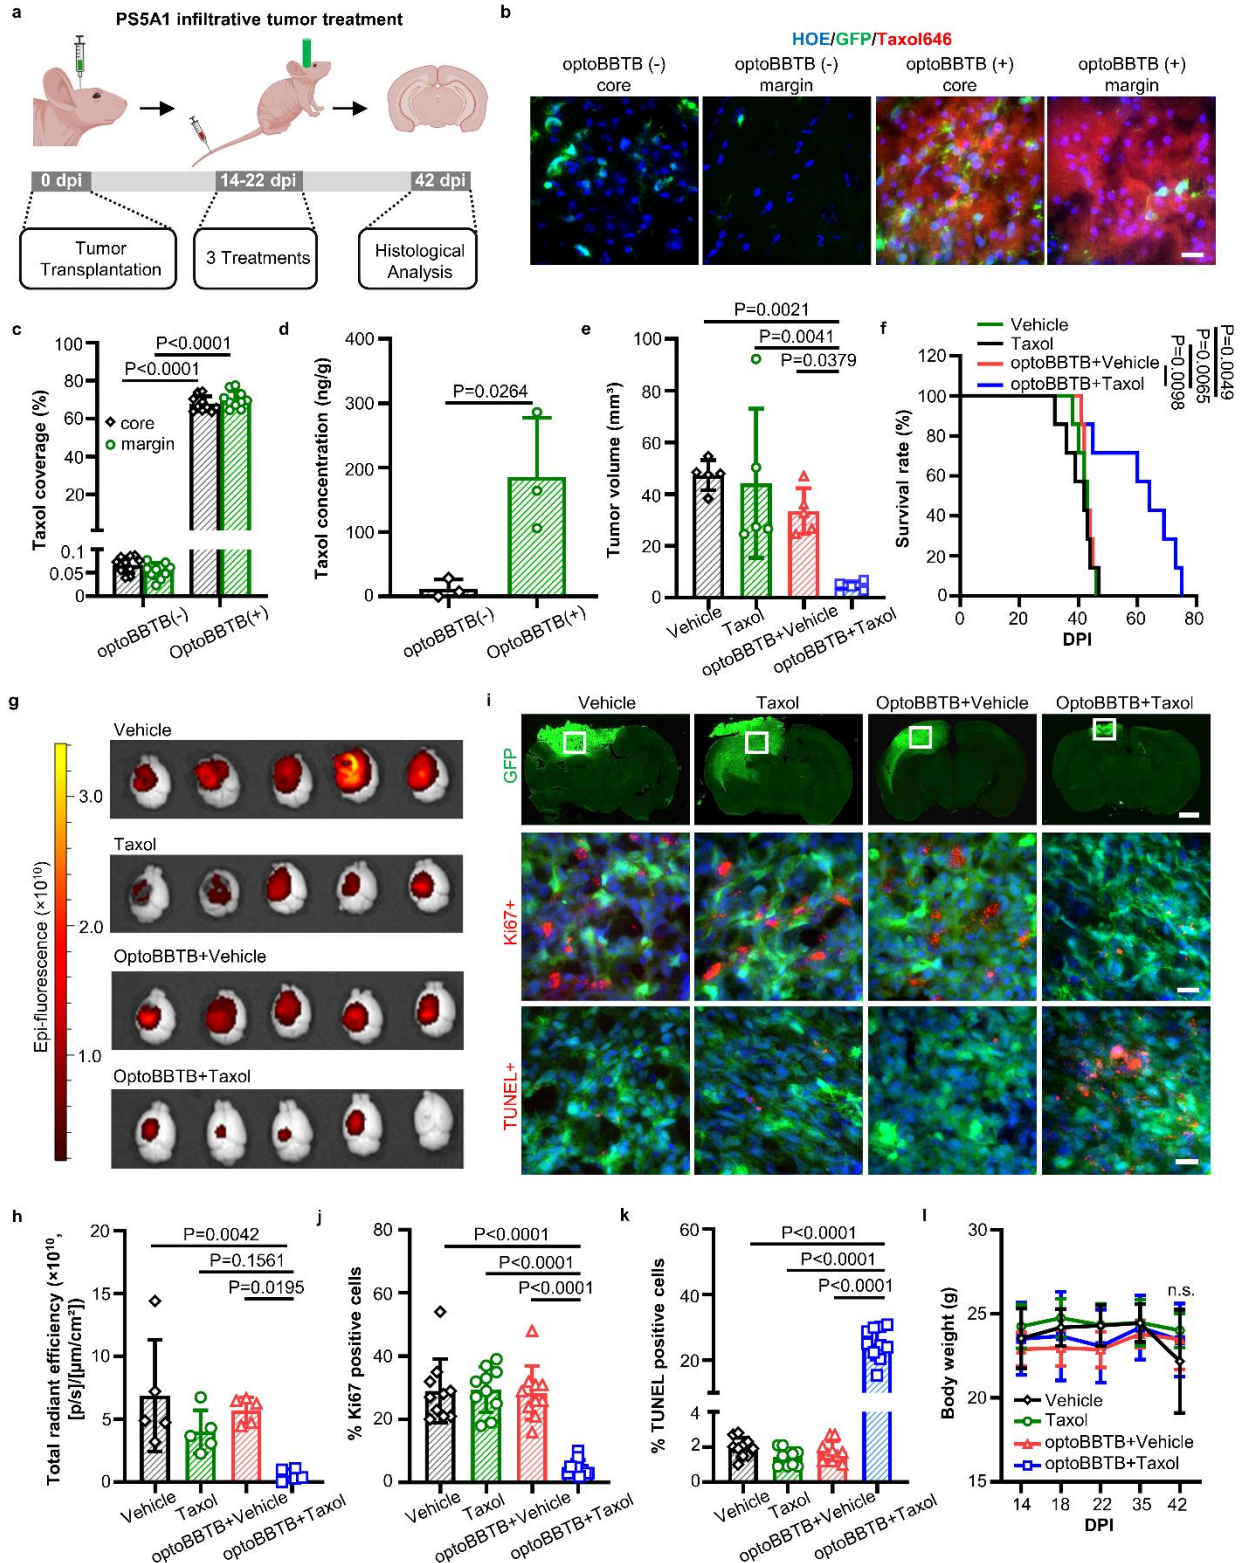 a
PS5A1 infiltrative tumor treatment
0 dpi
14-22 dpi
42 dpi
Tumor
Transplantation
3 Treatments
Histological
Analysis
b
HOE/GFP/Taxol646
optoBBTB (-)
core
optoBBTB (-)
margin
optoBBTB (+)
core
optoBBTB (+)
margin
c
P<0.0001
P<0.0001
Taxol coverage (%)
100
80
60
40
20
0.1
0.05
0
core
margin
optoBBTB(-)
OptoBBTB(+)
d
Taxol concentration (ng/g)
400
300
200
100
0
P=0.0264
optoBBTB(-)
OptoBBTB(+)
e
P=0.0021
P=0.0041
P=0.0379
Tumor volume (mm³)
100
80
60
40
20
0
Vehicle
Taxol
optoBBTB+Vehicle
optoBBTB+Taxol
f
Vehicle
Taxol
optoBBTB+Vehicle
optoBBTB+Taxol
P=0.0098
P=0.0065
P=0.0049
Survival rate (%)
120
100
80
60
40
20
0
0 20 40 60 80
DPI
g
Epi-fluorescence (×10¹⁰)
3.0
2.0
1.0
Vehicle
Taxol
OptoBBTB+Vehicle
OptoBBTB+Taxol
i
Vehicle
Taxol
OptoBBTB+Vehicle
OptoBBTB+Taxol
GFP
Ki67+
TUNEL+
h
Total radiant efficiency (×10¹⁰,
[p/s]/[µm/cm²])
20
15
10
5
0
P=0.0042
P=0.1561
P=0.0195
Vehicle
Taxol
optoBBTB+Vehicle
optoBBTB+Taxol
j
% Ki67 positive cells
80
60
40
20
0
P<0.0001
P<0.0001
P<0.0001
Vehicle
Taxol
optoBBTB+Vehicle
optoBBTB+Taxol
k
% TUNEL positive cells
60
40
20
4
2
0
P<0.0001
P<0.0001
P<0.0001
Vehicle
Taxol
optoBBTB+Vehicle
optoBBTB+Taxol
l
Body weight (g)
30
25
20
15
n.s.
Vehicle
Taxol
optoBBTB+Vehicle
optoBBTB+Taxol
14 18 22 35 42
DPI